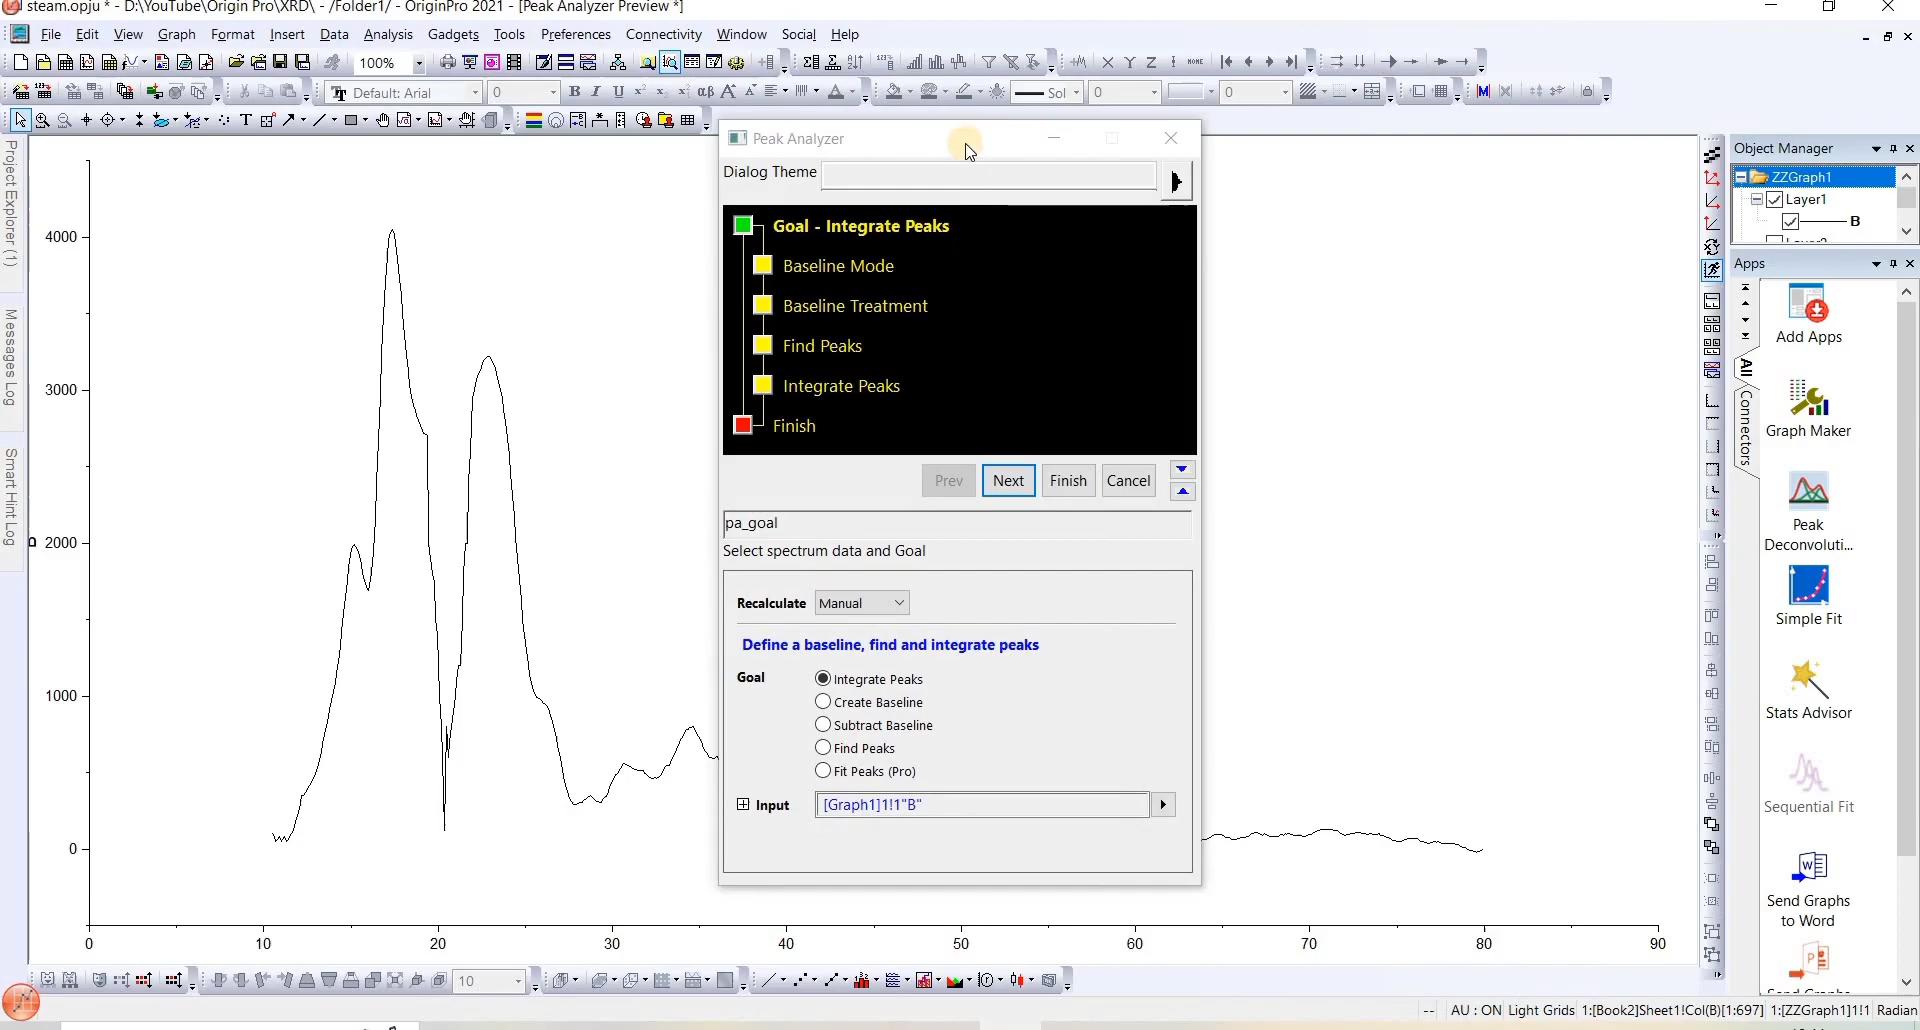 steam.opju * - D:\YouTube\Origin Pro\XRD\ - /Folder1/ - OriginPro 2021 - [Peak Analyzer Preview *]
File Edit View Graph Format Insert Data Analysis Gadgets Tools Preferences Connectivity Window Social Help
100%
Default: Arial 0 B I U Sol 0 0
Project Explorer (1)
Messages Log
Smart Hint Log
4000
3000
2000
1000
0
B
0 10 20 30 40 50 60 70 80 90
Peak Analyzer
Dialog Theme
Goal - Integrate Peaks
Baseline Mode
Baseline Treatment
Find Peaks
Integrate Peaks
Finish
Prev Next Finish Cancel
pa_goal
Select spectrum data and Goal
Recalculate Manual
Define a baseline, find and integrate peaks
Goal
Integrate Peaks
Create Baseline
Subtract Baseline
Find Peaks
Fit Peaks (Pro)
Input [Graph1]1!1"B"
Object Manager
ZZGraph1
Layer1
B
Apps
All
Connectors
Add Apps
Graph Maker
Peak
Deconvoluti...
Simple Fit
Stats Advisor
Sequential Fit
Send Graphs
to Word
10
-- AU : ON Light Grids 1:[Book2]Sheet1!Col(B)[1:697] 1:[ZZGraph1]1!1 Radian